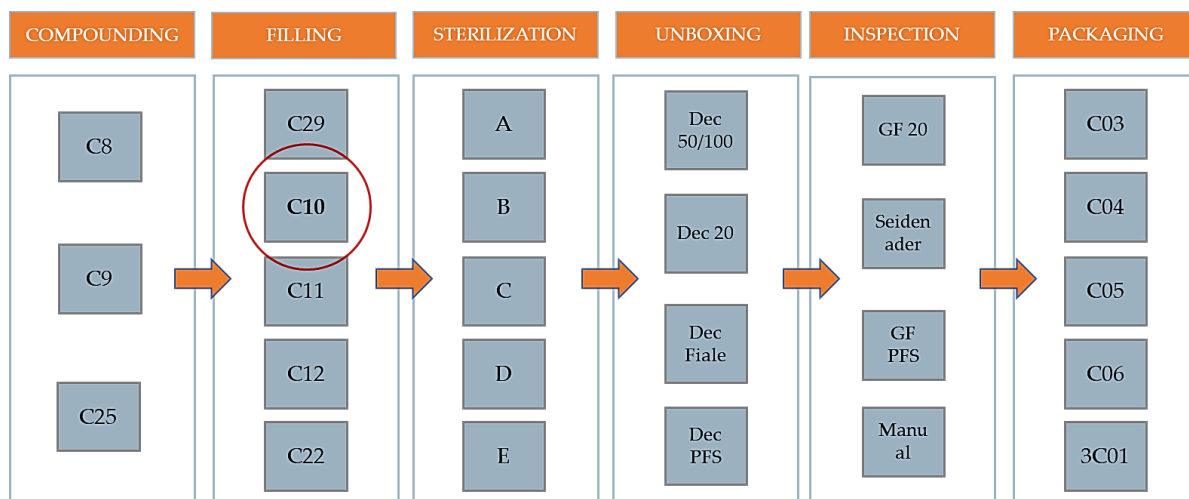 COMPOUNDING
FILLING
STERILIZATION
UNBOXING
INSPECTION
PACKAGING
C8
C9
C25
C29
C10
C11
C12
C22
A
B
C
D
E
Dec
50/100
Dec 20
Dec
Fiale
Dec
PFS
GF 20
Seiden
ader
GF
PFS
Manu
al
C03
C04
C05
C06
3C01